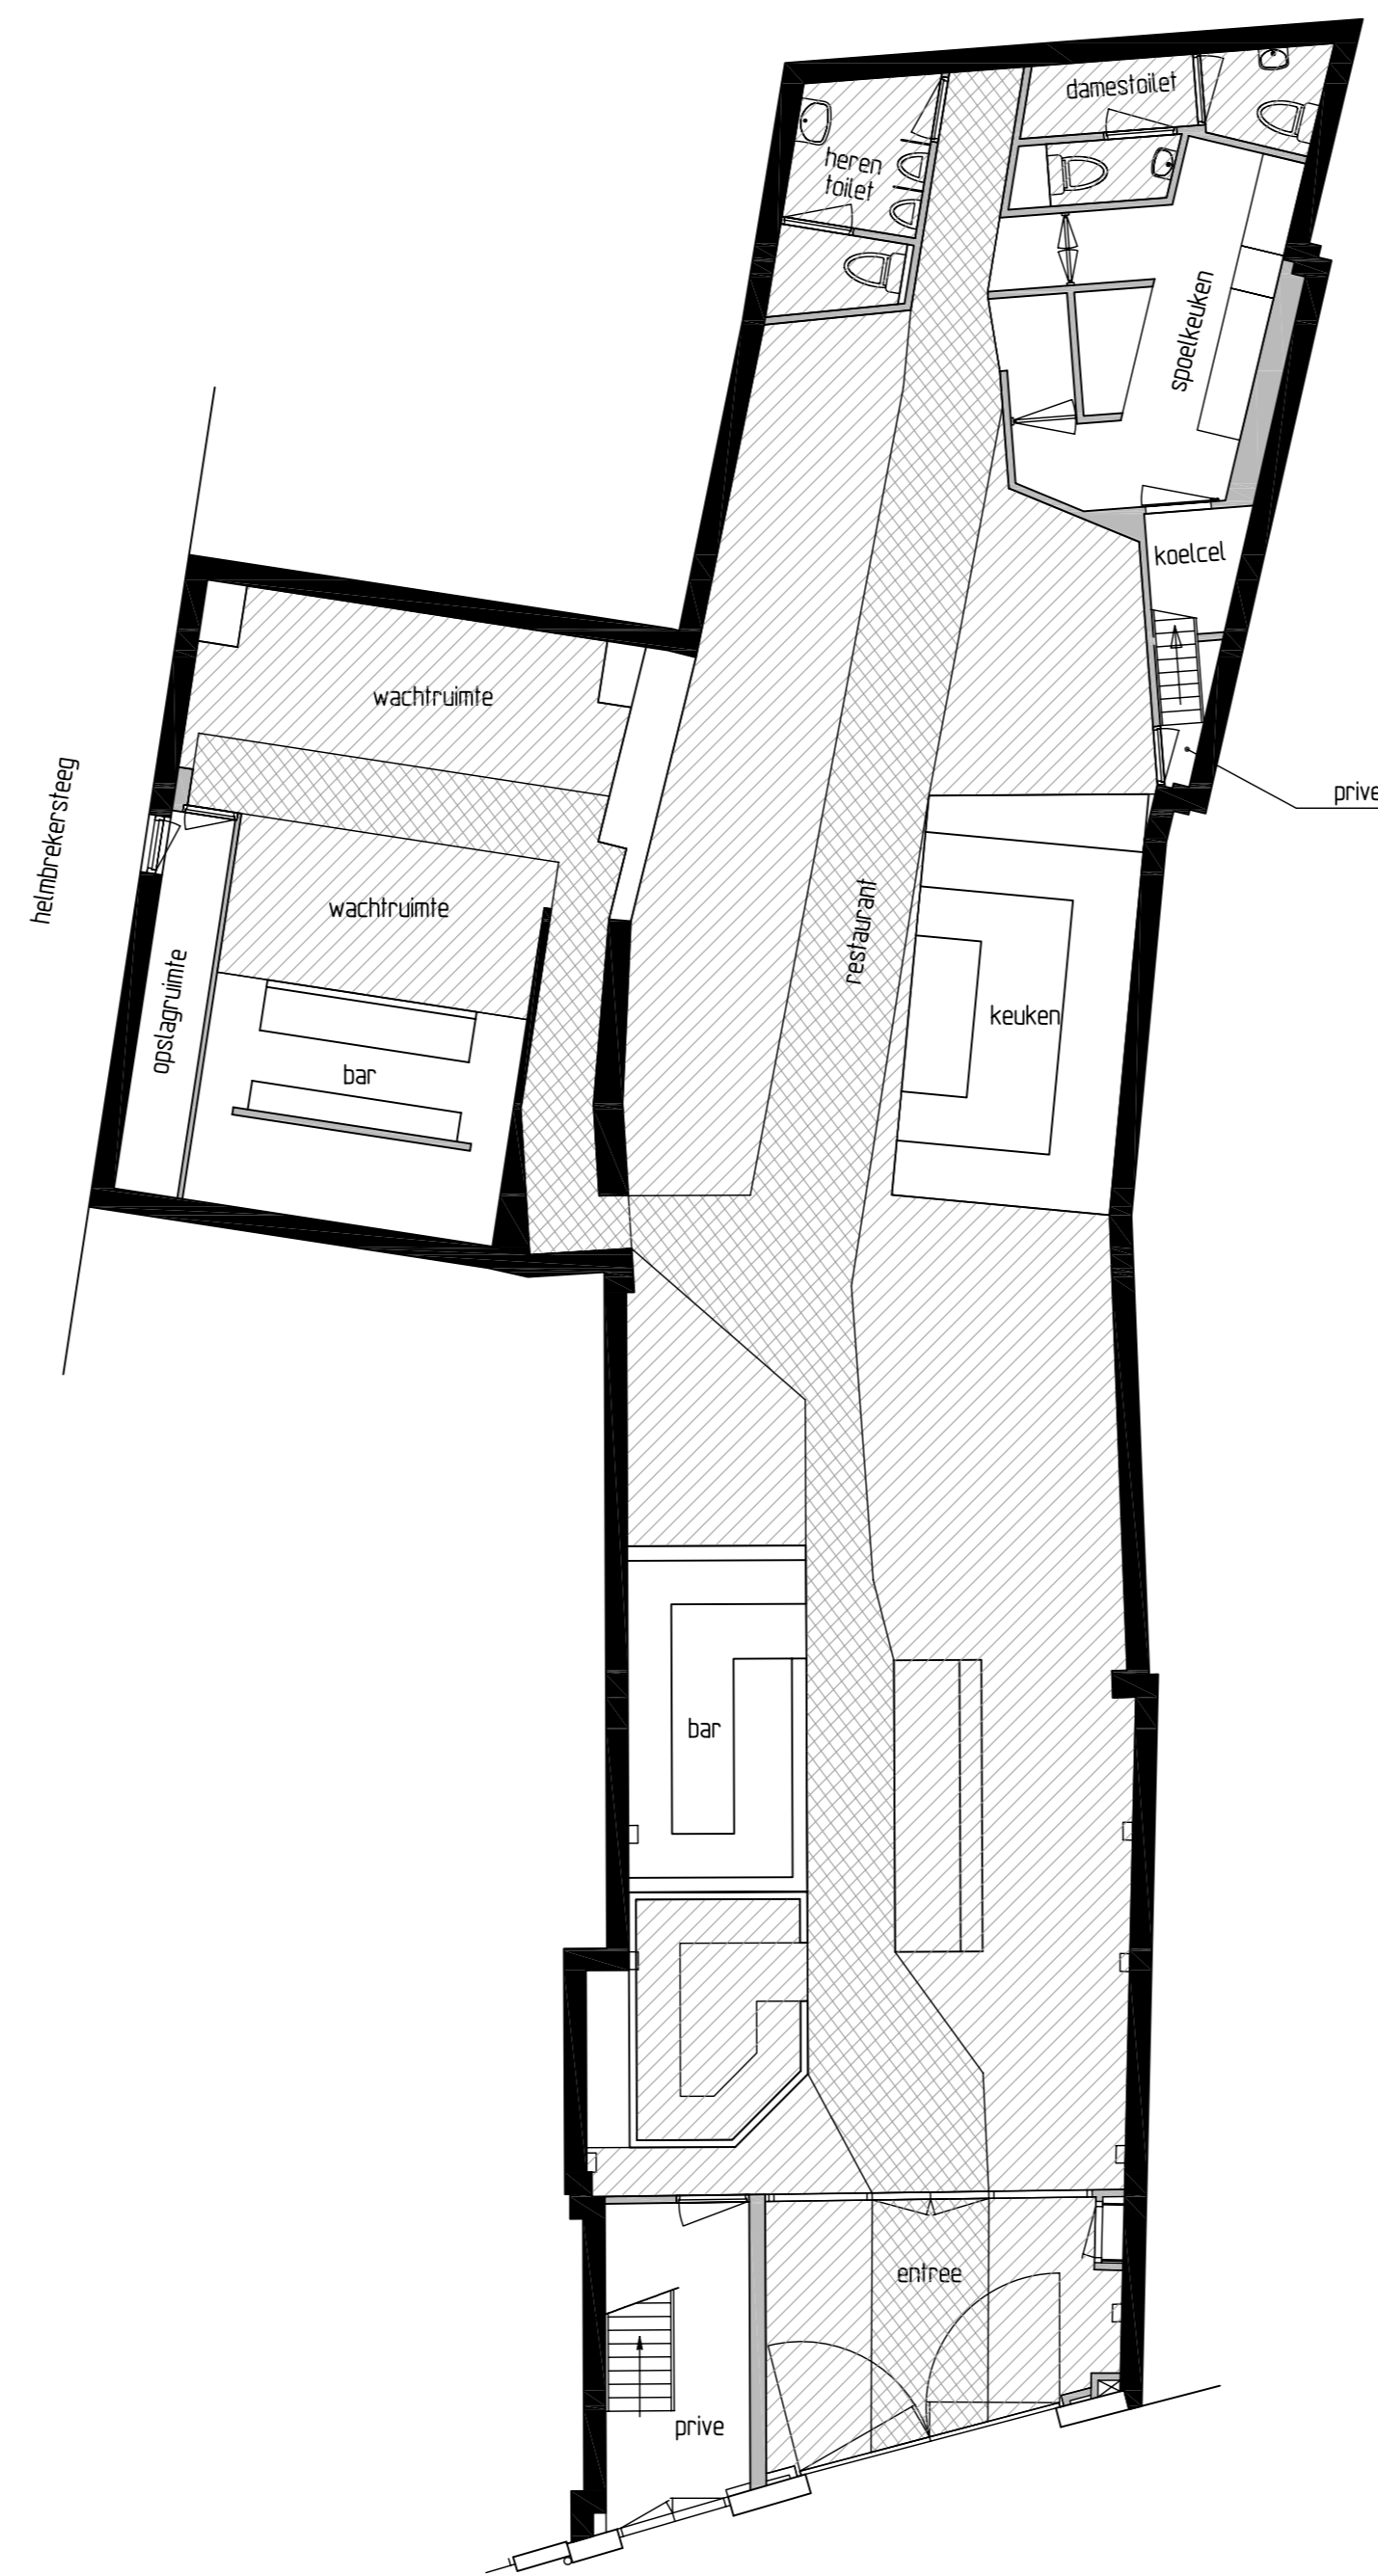 damestoilet
heren
toilet
spoelkeuken
koelcel
wachtruimte
prive
helmbrekersteeg
wachtruimte
restaurant
opslagruimte
keuken
bar
bar
entree
prive